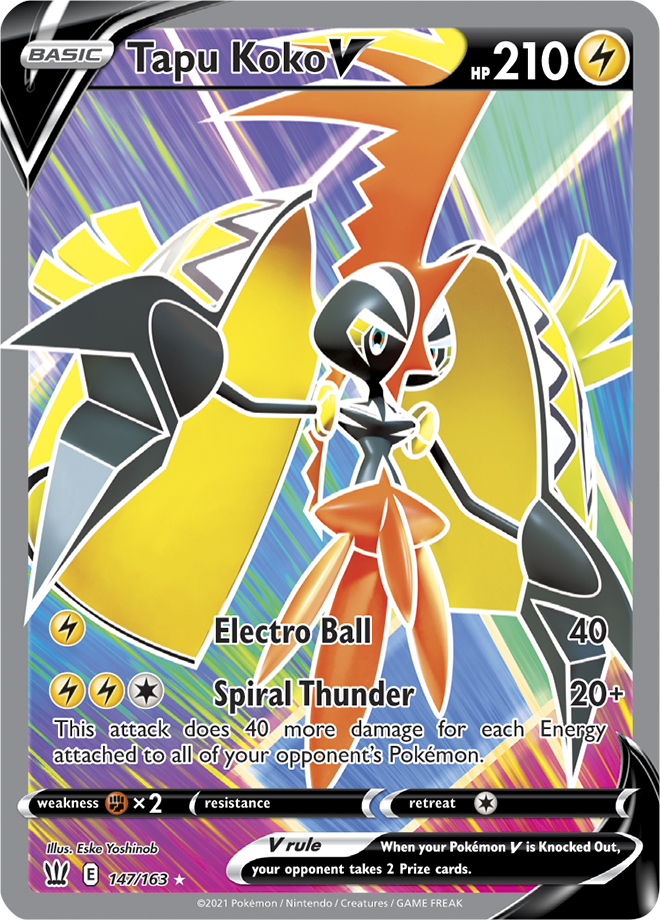 BASIC Tapu Koko V HP 210
Electro Ball 40
Spiral Thunder 20+
This attack does 40 more damage for each Energy
attached to all of your opponent's Pokémon.
weakness ×2 resistance retreat
Illus. Eske Yoshinob
V rule When your Pokémon V is Knocked Out,
your opponent takes 2 Prize cards.
E 147/163
©2021 Pokémon / Nintendo / Creatures / GAME FREAK